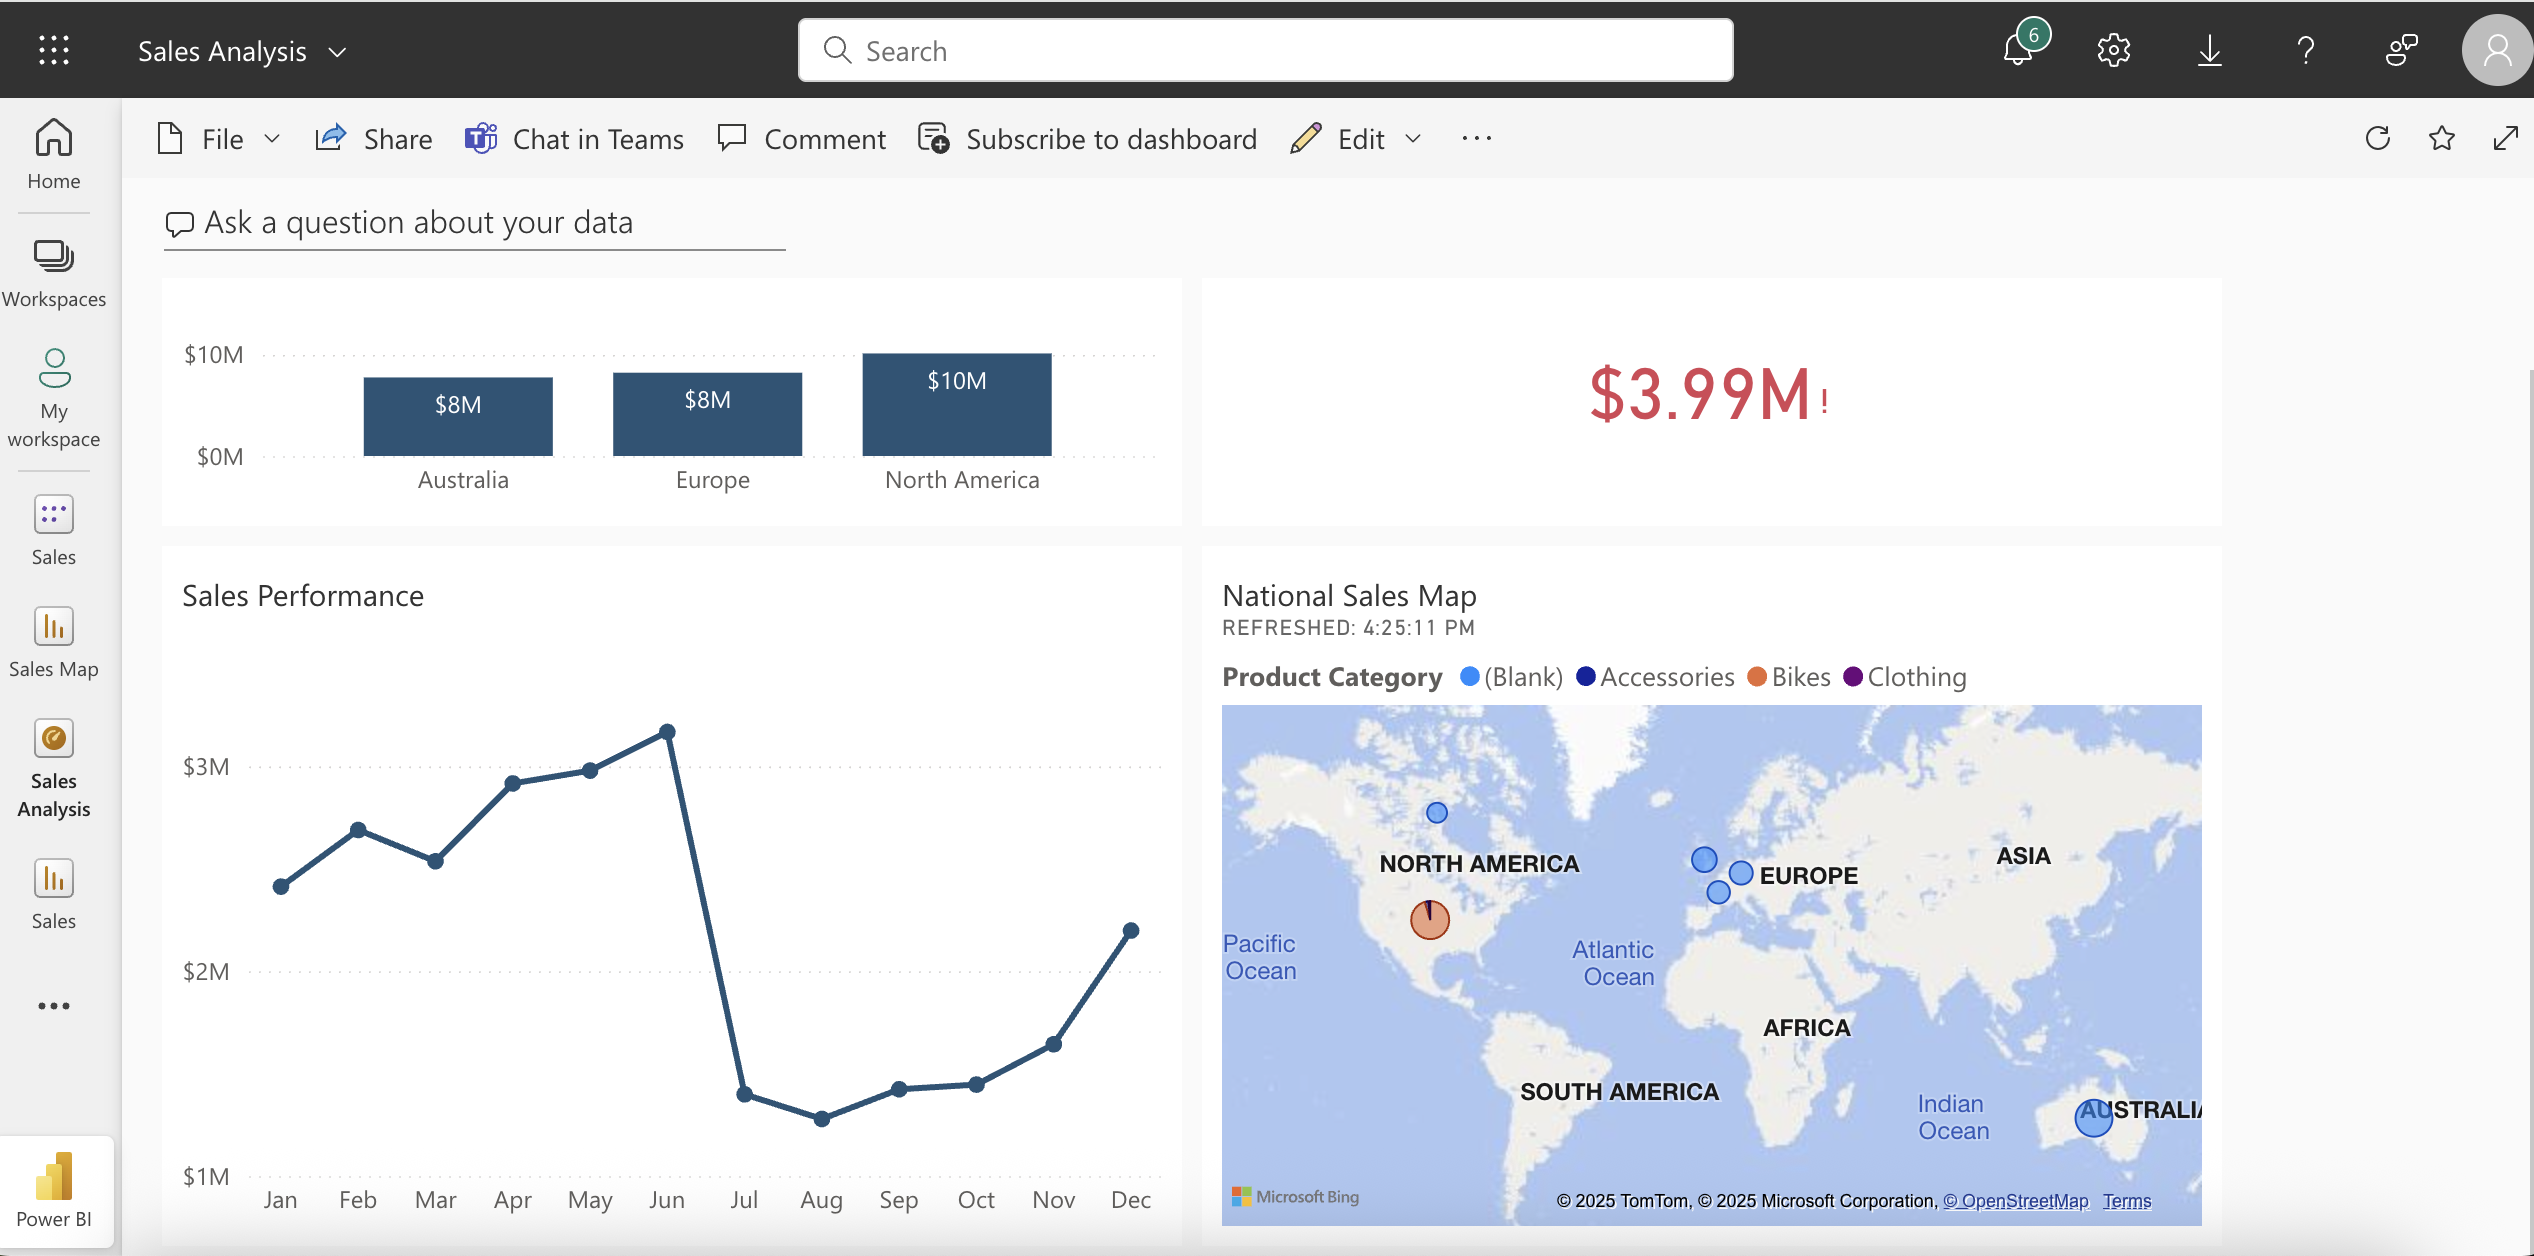 Sales Analysis
Search
6
Home
Workspaces
My
workspace
Sales
Sales Map
Sales
Analysis
Sales
Power BI
File
Share
Chat in Teams
Comment
Subscribe to dashboard
Edit
Ask a question about your data
$10M
$0M
$8M
$8M
$10M
Australia
Europe
North America
$3.99M!
Sales Performance
$3M
$2M
$1M
Jan Feb Mar Apr May Jun Jul Aug Sep Oct Nov Dec
National Sales Map
REFRESHED: 4:25:11 PM
Product Category (Blank) Accessories Bikes Clothing
NORTH AMERICA
EUROPE
ASIA
Pacific
Ocean
Atlantic
Ocean
AFRICA
SOUTH AMERICA
Indian
Ocean
AUSTRALIA
Microsoft Bing
© 2025 TomTom, © 2025 Microsoft Corporation, © OpenStreetMap Terms